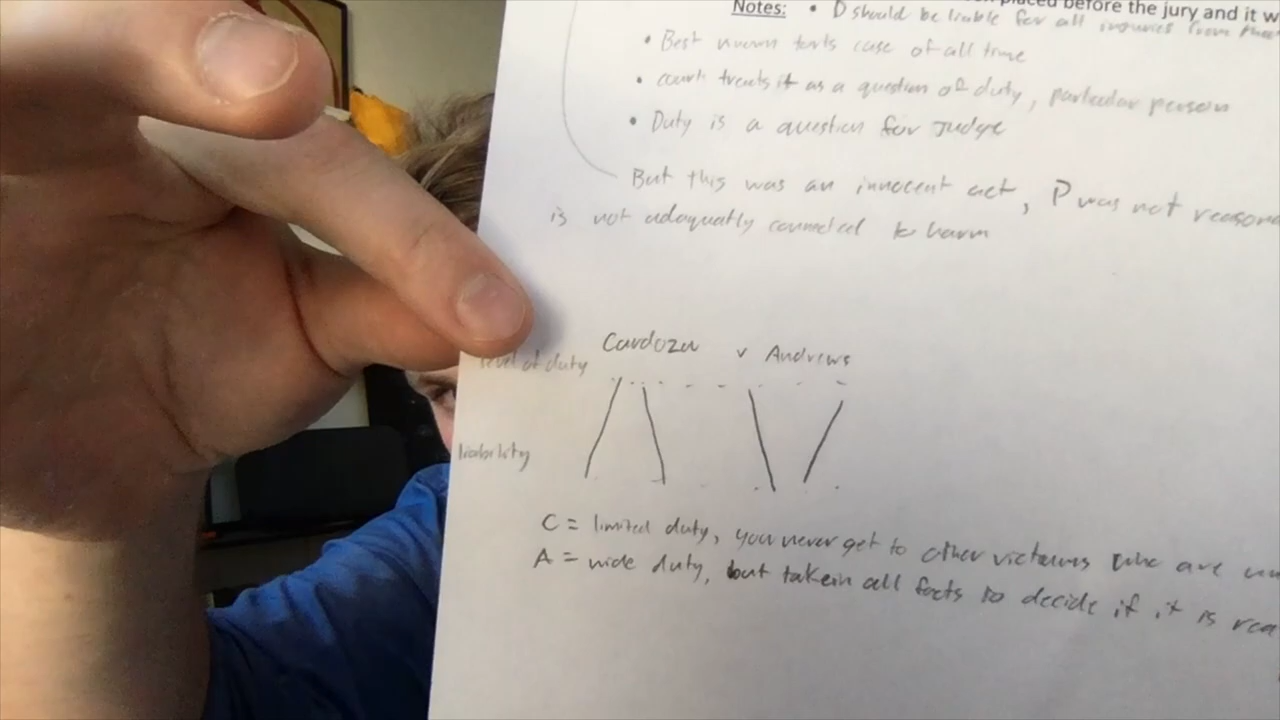 placed before the jury and it w
Notes: • D should be liable for all injuries from
• Best known torts case of all time
• court treats it as a question of duty, particular person
• Duty is a question for Judge
But this was an innocent act, P was not reasona
is not adequately connected to harm
Cardozo v Andrews
level of duty
liability
C = limited duty, you never get to other victums who are un
A = wide duty, but take in all facts to decide if it is rea